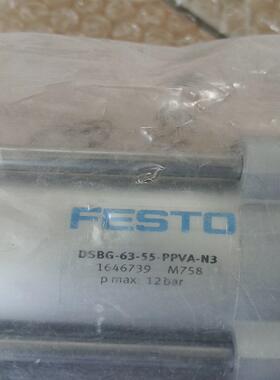 FESTO
DSBG-63-55-PPVA-N3
1646739 M758
p max. 12 bar